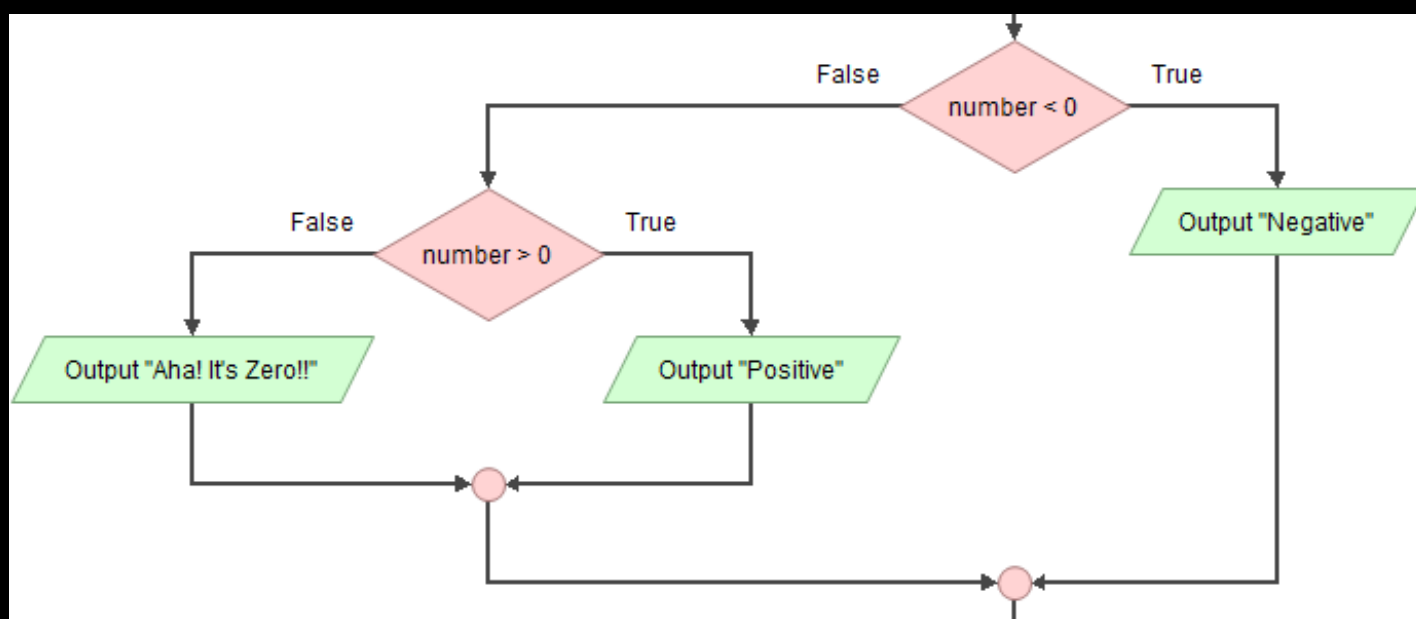 False
True
number < 0
False
True
Output "Negative"
number > 0
Output "Aha! It's Zero!!"
Output "Positive"